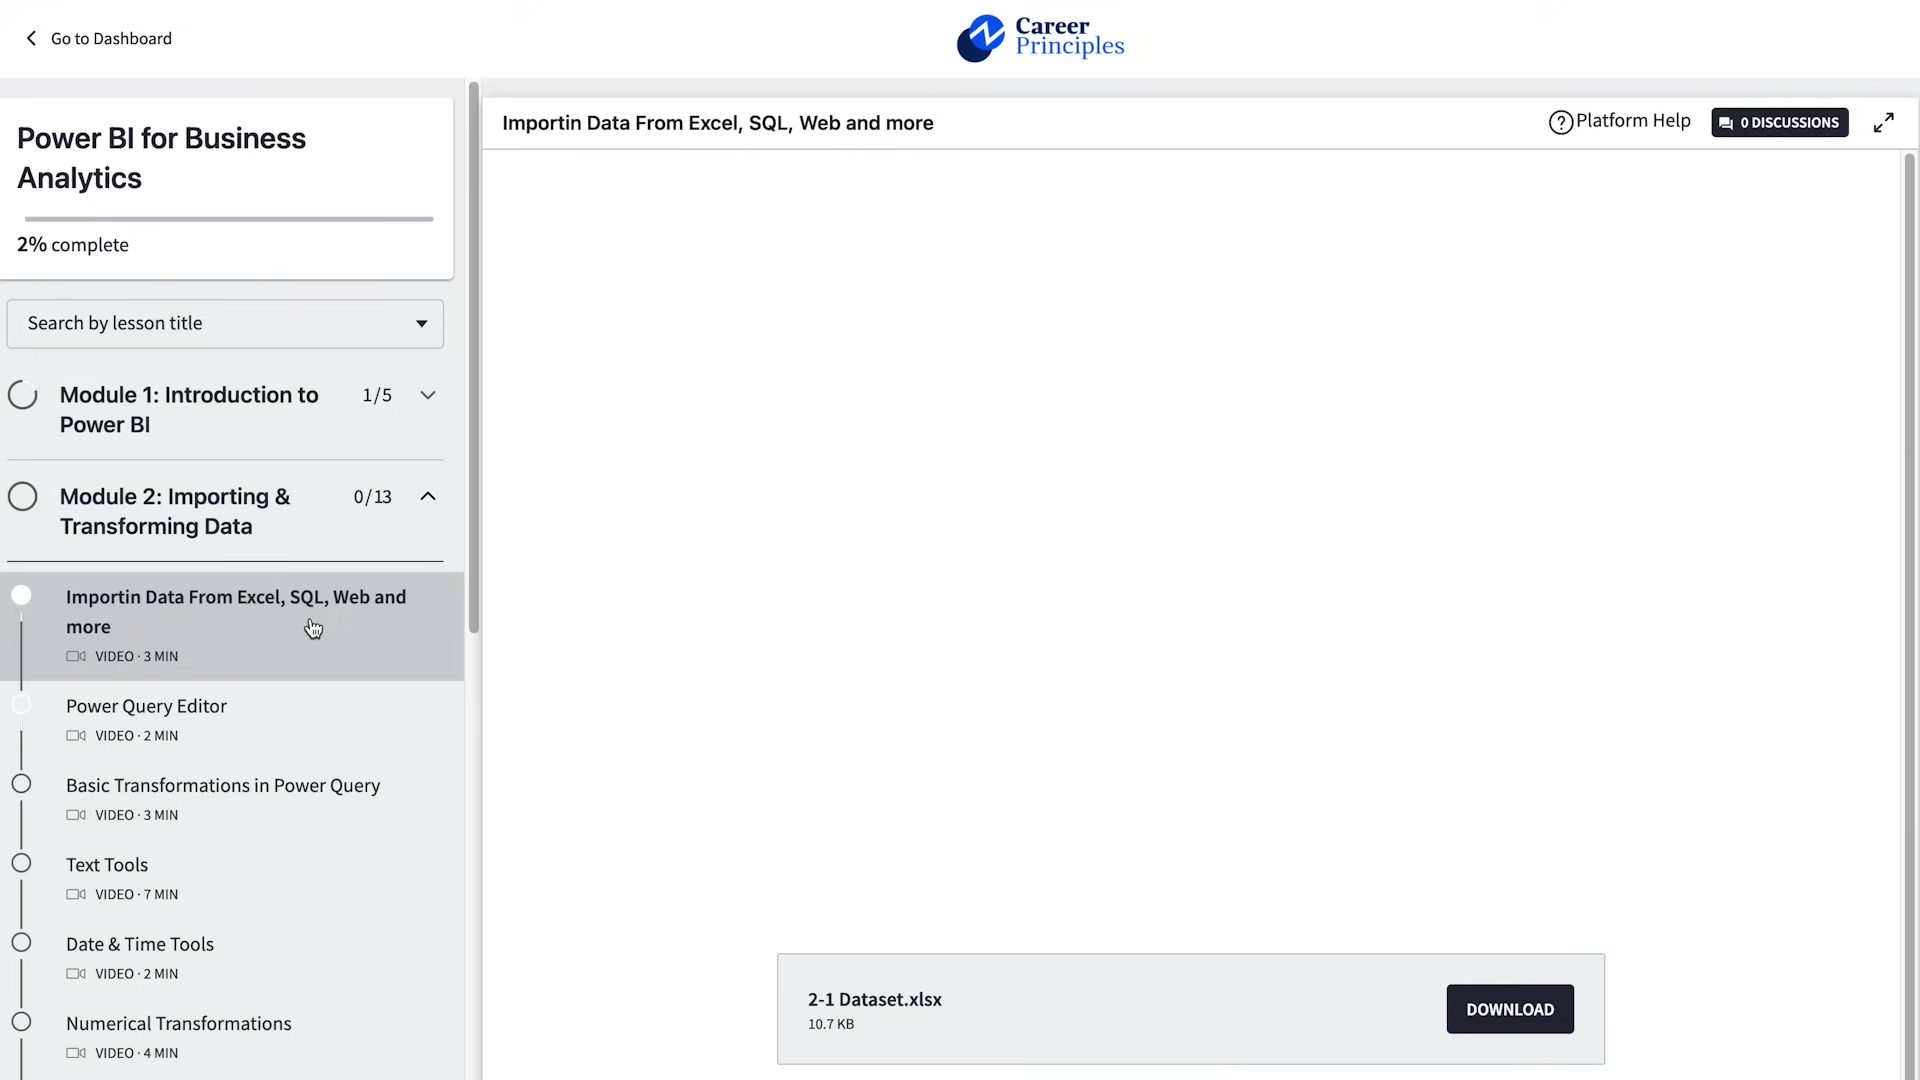 Go to Dashboard
Career
Principles
Power BI for Business
Analytics
2% complete
Search by lesson title
Module 1: Introduction to
Power BI
1/5
Module 2: Importing &
Transforming Data
0/13
Importin Data From Excel, SQL, Web and
more
VIDEO · 3 MIN
Power Query Editor
VIDEO · 2 MIN
Basic Transformations in Power Query
VIDEO · 3 MIN
Text Tools
VIDEO · 7 MIN
Date & Time Tools
VIDEO · 2 MIN
Numerical Transformations
VIDEO · 4 MIN
Importin Data From Excel, SQL, Web and more
Platform Help
0 DISCUSSIONS
2-1 Dataset.xlsx
10.7 KB
DOWNLOAD